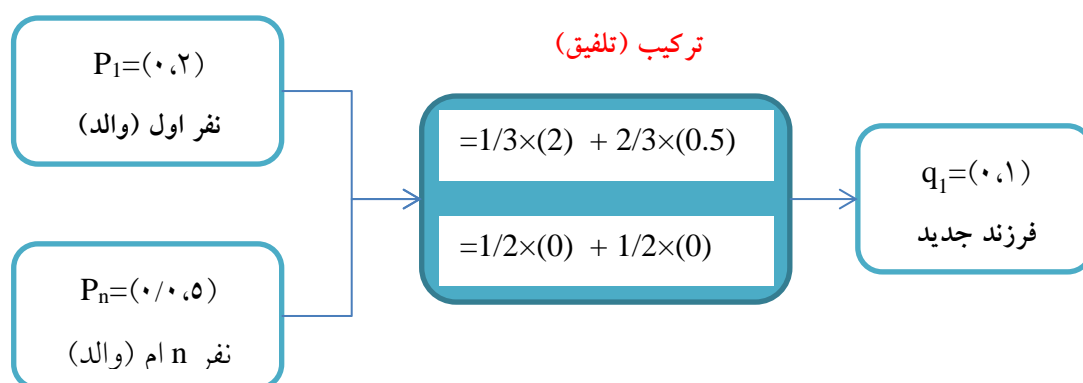 ترکیب (تلفیق)
P1=(۰،۲)
نفر اول (والد)
=1/3×(2) + 2/3×(0.5)
=1/2×(0) + 1/2×(0)
q1=(۰،۱)
فرزند جدید
Pn=(۰/۰،۵)
نفر n ام (والد)